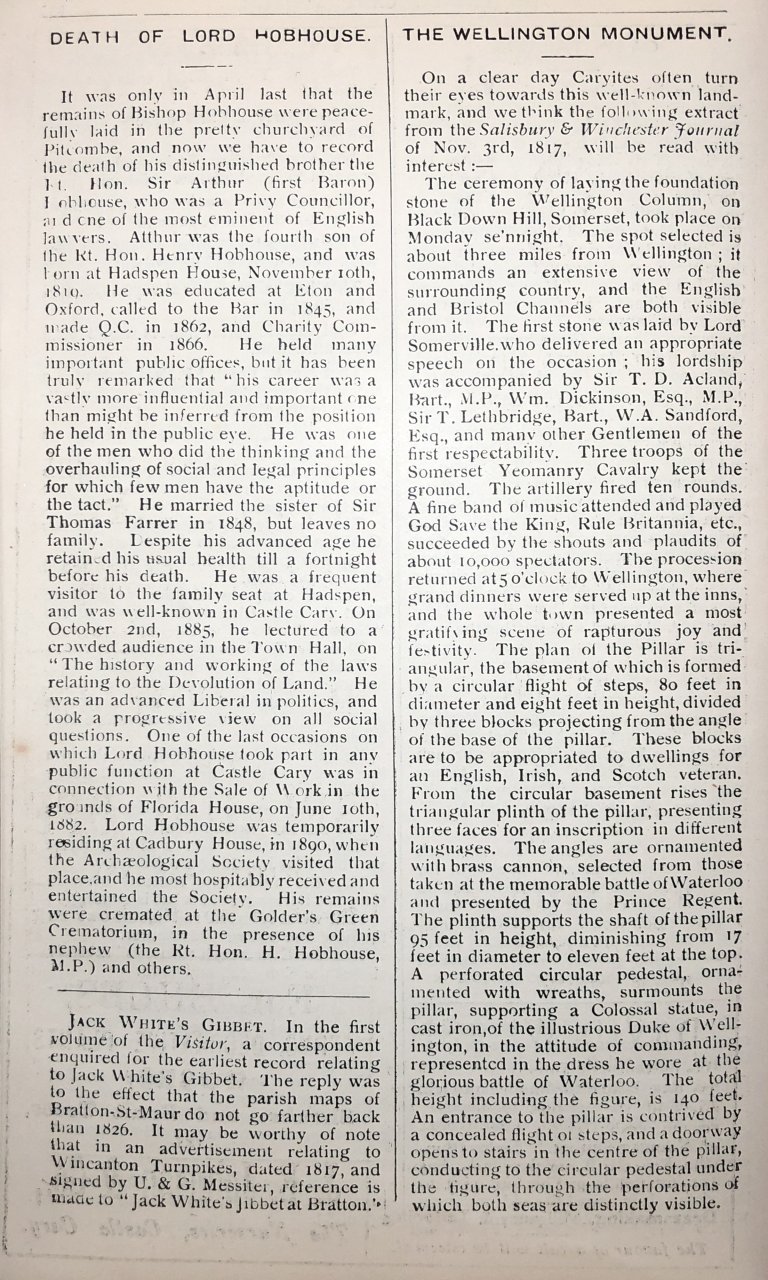 DEATH OF LORD HOBHOUSE.
It was only in April last that the
remains of Bishop Hobhouse were peace-
fully laid in the pretty churchyard of
Pitcombe, and now we have to record
the death of his distinguished brother the
Rt. Hon. Sir Arthur (first Baron)
Hobhouse, who was a Privy Councillor,
and one of the most eminent of English
lawyers. Atthur was the fourth son of
the Rt. Hon. Henry Hobhouse, and was
born at Hadspen House, November 10th,
1819. He was educated at Eton and
Oxford, called to the Bar in 1845, and
made Q.C. in 1862, and Charity Com-
missioner in 1866. He held many
important public offices, but it has been
truly remarked that "his career was a
vastly more influential and important one
than might be inferred from the position
he held in the public eye. He was one
of the men who did the thinking and the
overhauling of social and legal principles
for which few men have the aptitude or
the tact." He married the sister of Sir
Thomas Farrer in 1848, but leaves no
family. Despite his advanced age he
retained his usual health till a fortnight
before his death. He was a frequent
visitor to the family seat at Hadspen,
and was well-known in Castle Cary. On
October 2nd, 1885, he lectured to a
crowded audience in the Town Hall, on
"The history and working of the laws
relating to the Devolution of Land." He
was an advanced Liberal in politics, and
took a progressive view on all social
questions. One of the last occasions on
which Lord Hobhouse took part in any
public function at Castle Cary was in
connection with the Sale of Work in the
grounds of Florida House, on June 10th,
1882. Lord Hobhouse was temporarily
residing at Cadbury House, in 1890, when
the Archæological Society visited that
place, and he most hospitably received and
entertained the Society. His remains
were cremated at the Golder's Green
Crematorium, in the presence of his
nephew (the Rt. Hon. H. Hobhouse,
M.P.) and others.
JACK WHITE'S GIBBET. In the first
volume of the Visitor, a correspondent
enquired for the earliest record relating
to Jack White's Gibbet. The reply was
to the effect that the parish maps of
Bratton-St-Maur do not go farther back
than 1826. It may be worthy of note
that in an advertisement relating to
Wincanton Turnpikes, dated 1817, and
signed by U. & G. Messiter, reference is
made to "Jack White's Jibbet at Bratton."
THE WELLINGTON MONUMENT.
On a clear day Caryites often turn
their eyes towards this well-known land-
mark, and we think the following extract
from the Salisbury & Winchester Journal
of Nov. 3rd, 1817, will be read with
interest :—
The ceremony of laying the foundation
stone of the Wellington Column, on
Black Down Hill, Somerset, took place on
Monday se'nnight. The spot selected is
about three miles from Wellington ; it
commands an extensive view of the
surrounding country, and the English
and Bristol Channels are both visible
from it. The first stone was laid by Lord
Somerville.who delivered an appropriate
speech on the occasion ; his lordship
was accompanied by Sir T. D. Acland,
Bart., M.P., Wm. Dickinson, Esq., M.P.,
Sir T. Lethbridge, Bart., W.A. Sandford,
Esq., and many other Gentlemen of the
first respectability. Three troops of the
Somerset Yeomanry Cavalry kept the
ground. The artillery fired ten rounds.
A fine band of music attended and played
God Save the King, Rule Britannia, etc.,
succeeded by the shouts and plaudits of
about 10,000 spectators. The procession
returned at 5 o'clock to Wellington, where
grand dinners were served up at the inns,
and the whole town presented a most
gratifying scene of rapturous joy and
festivity. The plan of the Pillar is tri-
angular, the basement of which is formed
by a circular flight of steps, 80 feet in
diameter and eight feet in height, divided
by three blocks projecting from the angle
of the base of the pillar. These blocks
are to be appropriated to dwellings for
an English, Irish, and Scotch veteran.
From the circular basement rises the
triangular plinth of the pillar, presenting
three faces for an inscription in different
languages. The angles are ornamented
with brass cannon, selected from those
taken at the memorable battle of Waterloo
and presented by the Prince Regent.
The plinth supports the shaft of the pillar
95 feet in height, diminishing from 17
feet in diameter to eleven feet at the top.
A perforated circular pedestal, orna-
mented with wreaths, surmounts the
pillar, supporting a Colossal statue, in
cast iron, of the illustrious Duke of Well-
ington, in the attitude of commanding,
represented in the dress he wore at the
glorious battle of Waterloo. The total
height including the figure, is 140 feet.
An entrance to the pillar is contrived by
a concealed flight of steps, and a doorway
opens to stairs in the centre of the pillar,
conducting to the circular pedestal under
the figure, through the perforations of
which both seas are distinctly visible.